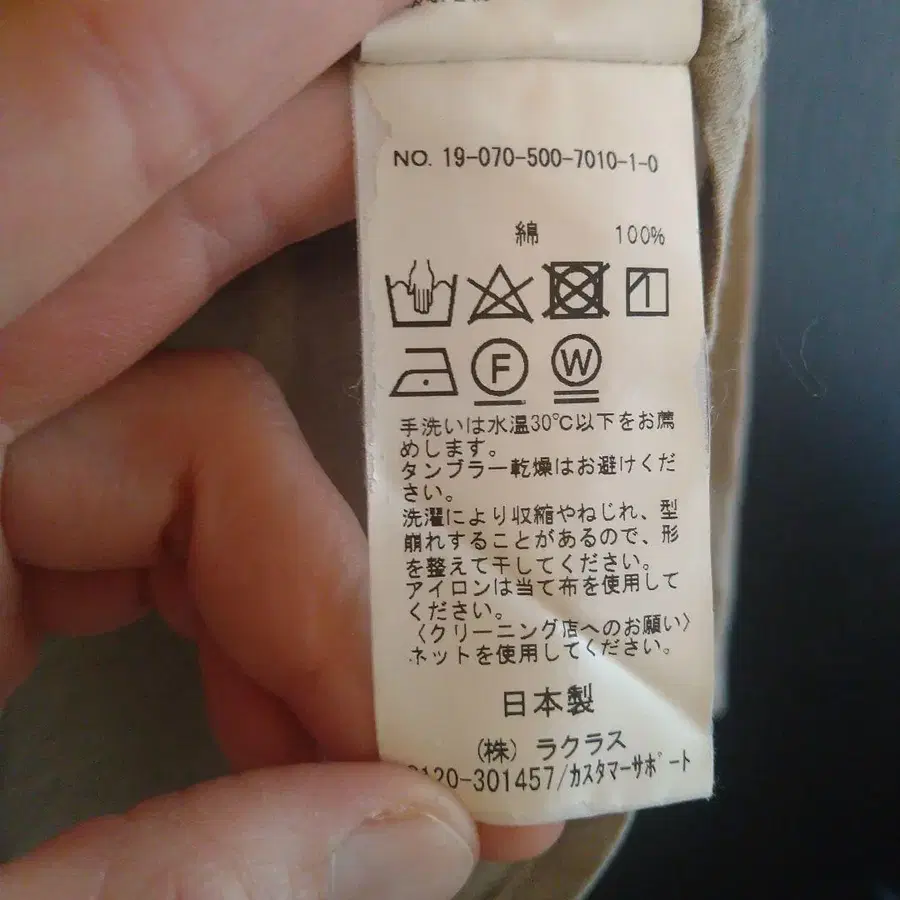 NO. 19-070-500-7010-1-0
綿 100%
F W
手洗いは水温30℃以下をお薦
めします。
タンブラー乾燥はお避けくだ
さい。
洗濯により収縮やねじれ、型
崩れすることがあるので、形
を整えて干してください。
アイロンは当て布を使用して
ください。
〈クリーニング店へのお願い〉
ネットを使用してください。
日本製
(株) ラクラス
120-301457/カスタマーサポート